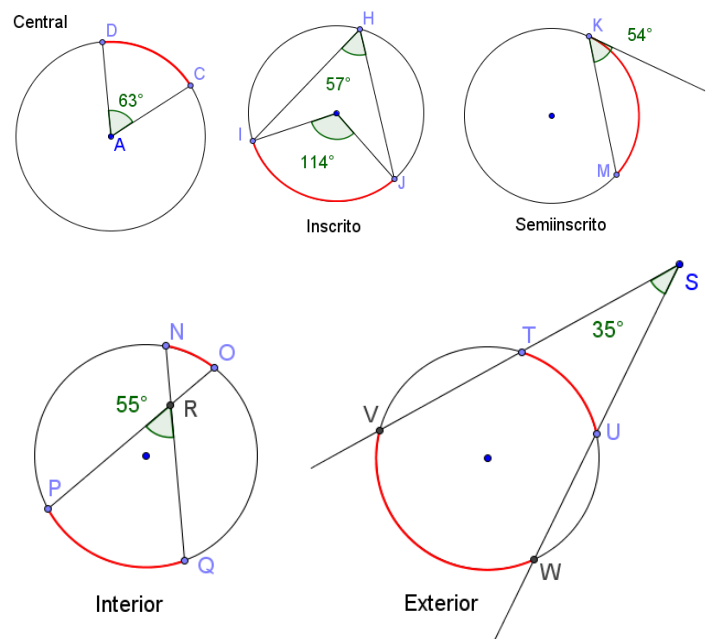 Central
D
C
63°
A
H
57°
I
114°
J
Inscrito
K
54°
M
Semiinscrito
N
O
55°
R
P
Q
Interior
S
T
35°
V
U
W
Exterior